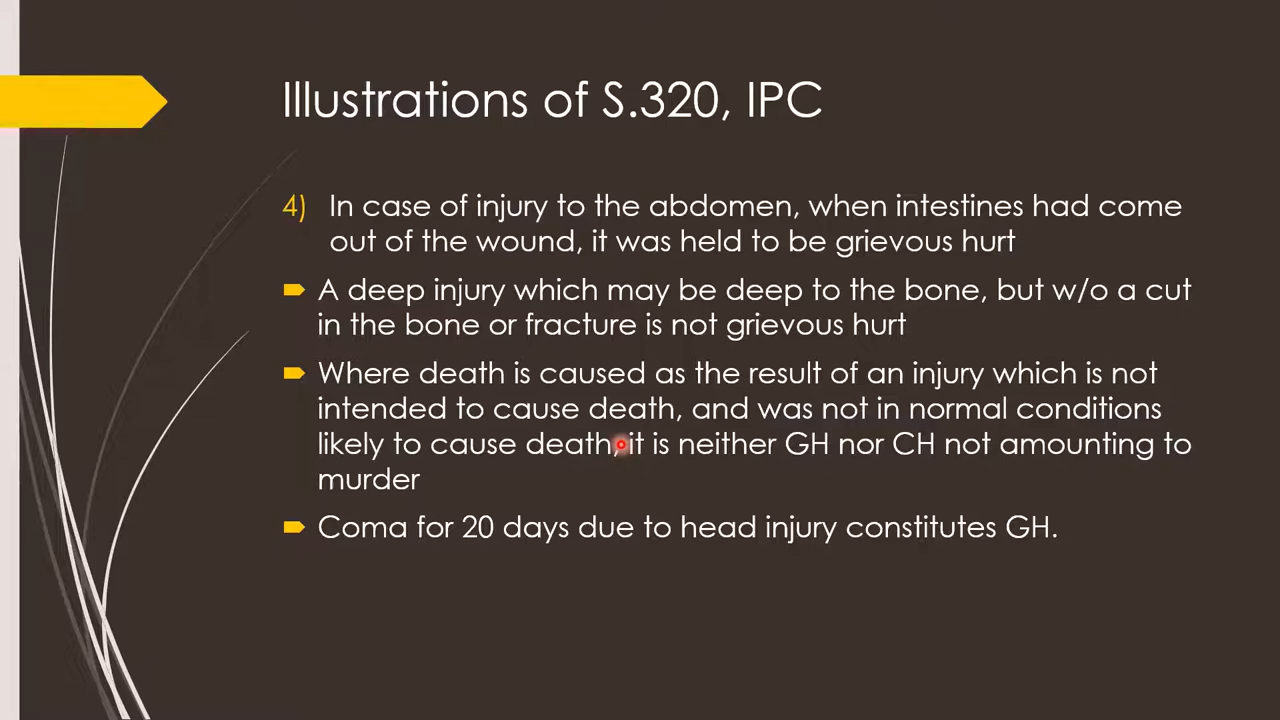 Illustrations of S.320, IPC
4) In case of injury to the abdomen, when intestines had come
out of the wound, it was held to be grievous hurt
A deep injury which may be deep to the bone, but w/o a cut
in the bone or fracture is not grievous hurt
Where death is caused as the result of an injury which is not
intended to cause death, and was not in normal conditions
likely to cause death, it is neither GH nor CH not amounting to
murder
Coma for 20 days due to head injury constitutes GH.